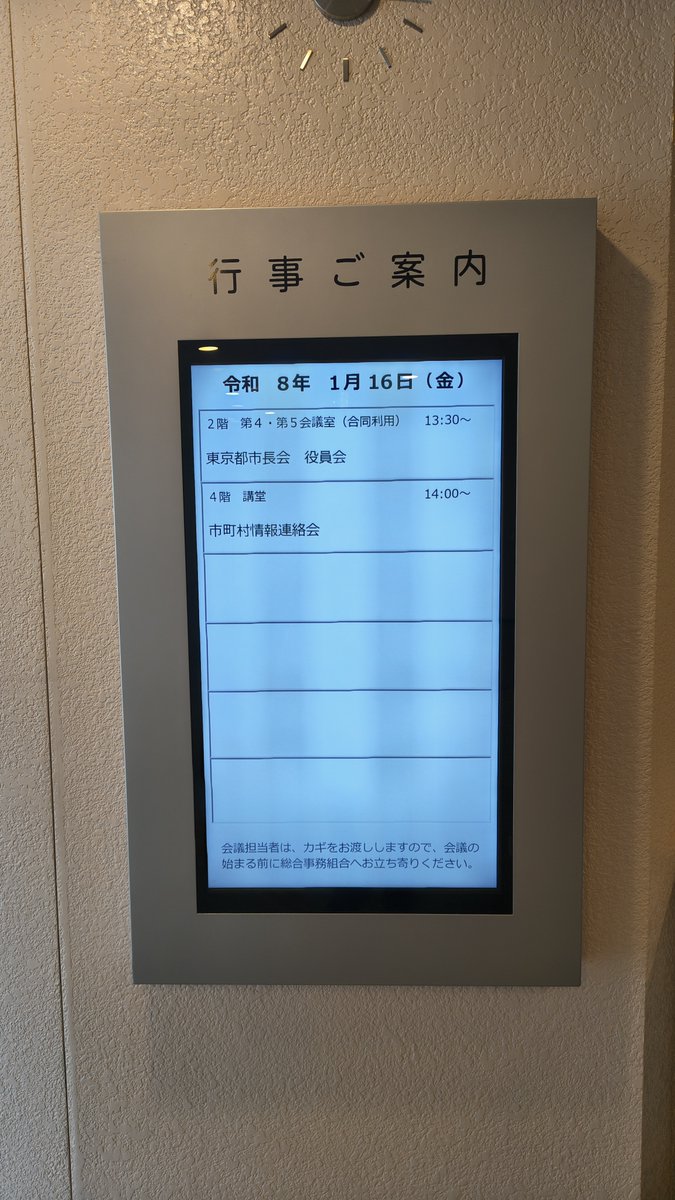 行事ご案内
令和　8年　1月16日（金）
２階　第４・第５会議室（合同利用）　13:30～
東京都市長会　役員会
４階　講堂　14:00～
市町村情報連絡会
会議担当者は、カギをお渡ししますので、会議の
始まる前に総合事務組合へお立ち寄りください。